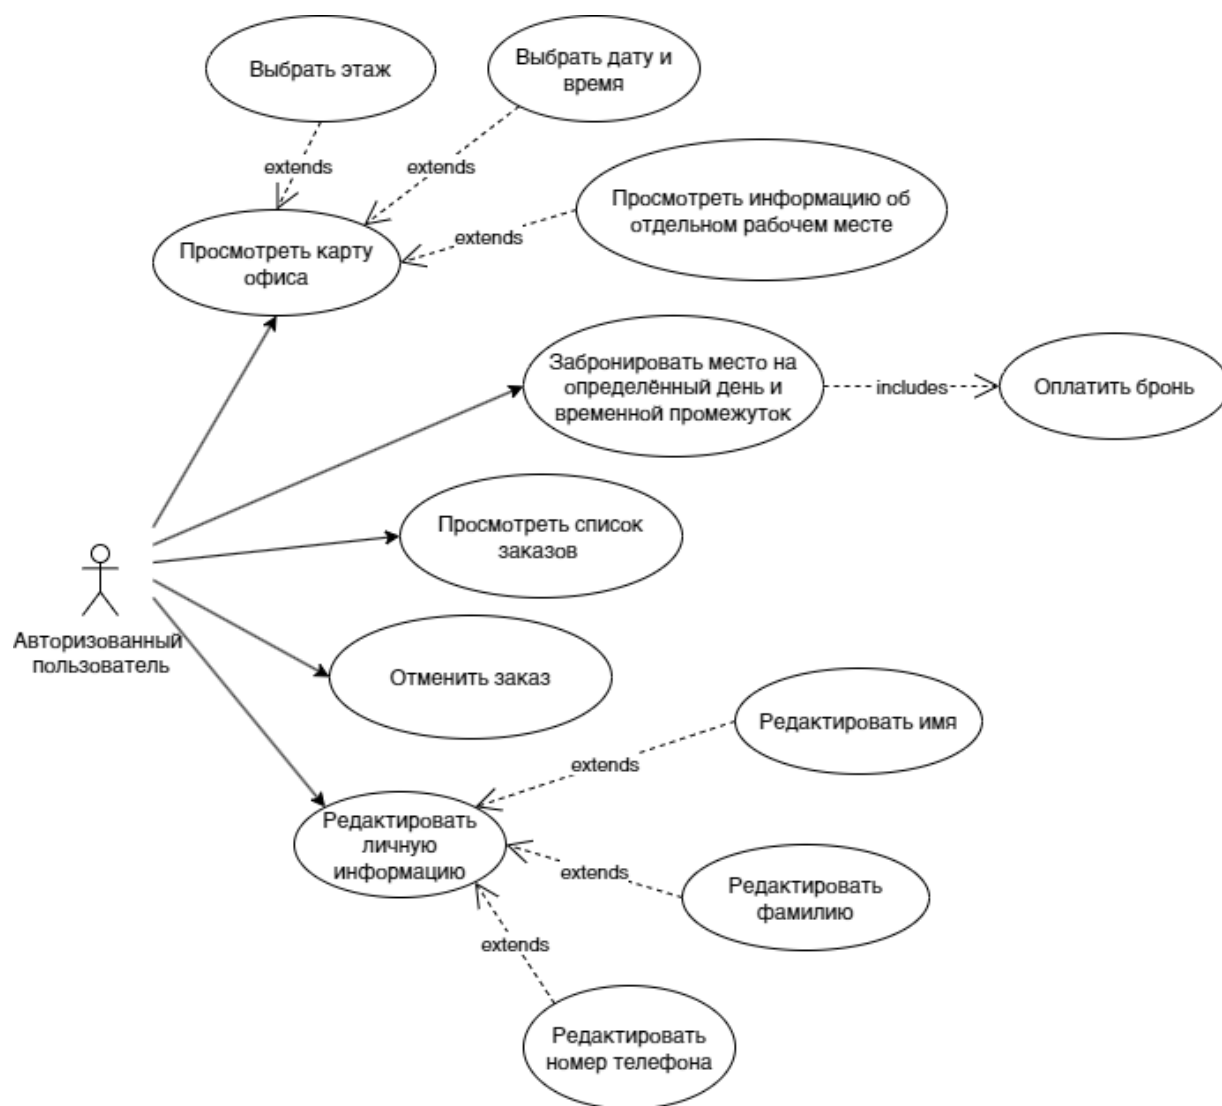 Выбрать этаж
Выбрать дату и
время
extends
extends
Просмотреть информацию об
отдельном рабочем месте
extends
Просмотреть карту
офиса
Забронировать место на
определённый день и
временной промежуток
includes
Оплатить бронь
Просмотреть список
заказов
Авторизованный
пользователь
Отменить заказ
Редактировать имя
extends
Редактировать
личную
информацию
extends
Редактировать
фамилию
extends
Редактировать
номер телефона